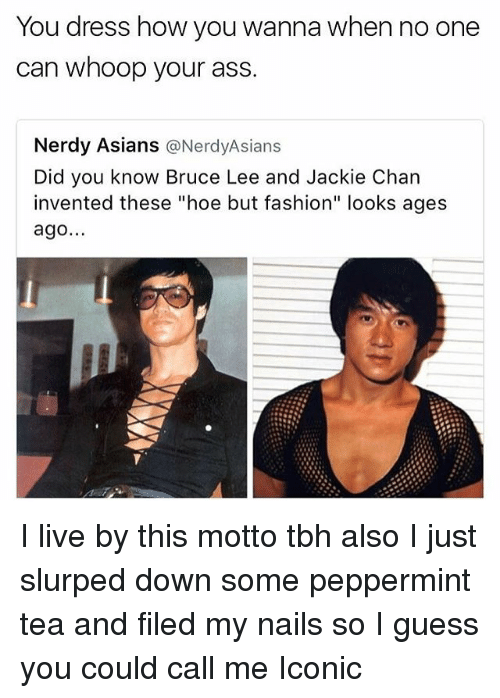 You dress how you wanna when no one
can whoop your ass.
Nerdy Asians @NerdyAsians
Did you know Bruce Lee and Jackie Chan
invented these "hoe but fashion" looks ages
ago...
I live by this motto tbh also I just
slurped down some peppermint
tea and filed my nails so I guess
you could call me Iconic